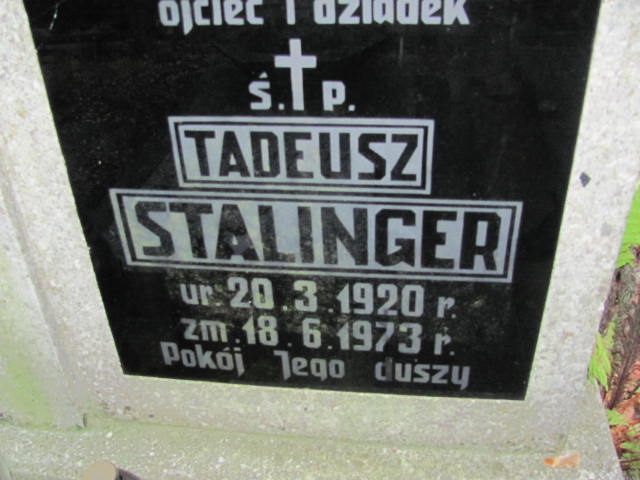 ojciec i dziadek
ś. p.
TADEUSZ
STALINGER
ur. 20.3.1920 r.
zm. 18.6.1973 r.
Pokój Jego duszy